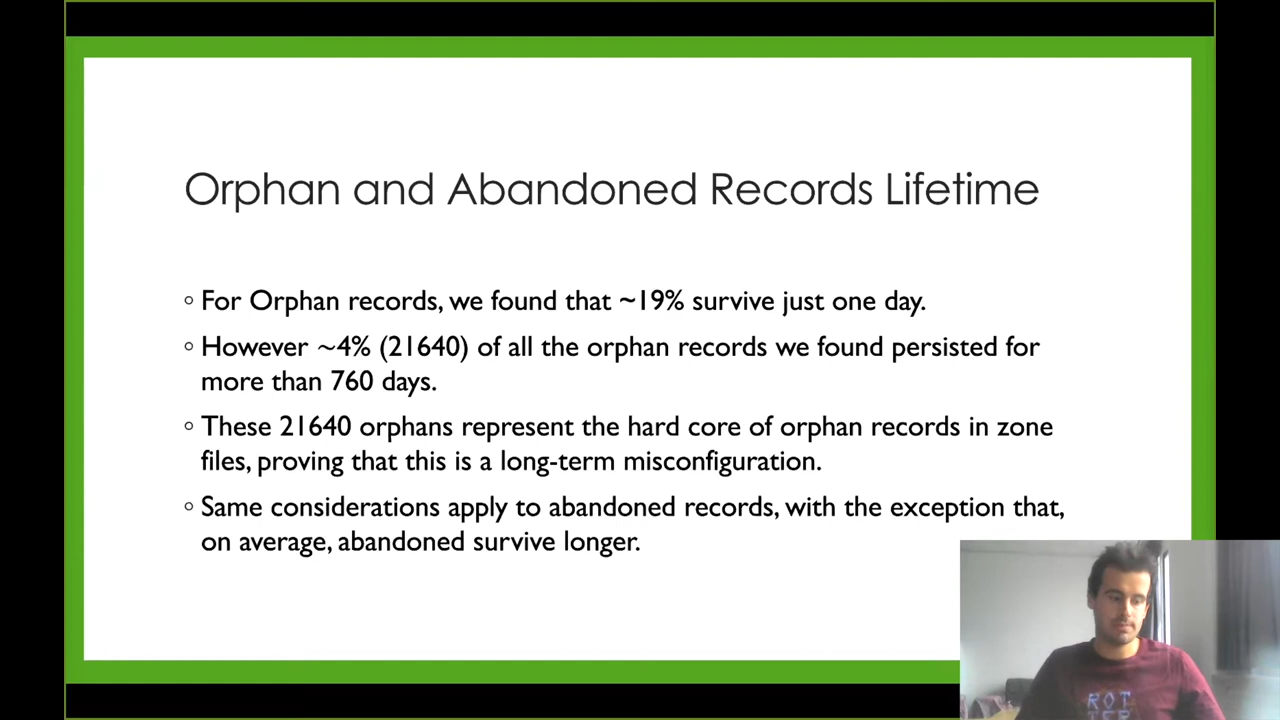 Orphan and Abandoned Records Lifetime
For Orphan records, we found that ~19% survive just one day.
However ~4% (21640) of all the orphan records we found persisted for
more than 760 days.
These 21640 orphans represent the hard core of orphan records in zone
files, proving that this is a long-term misconfiguration.
Same considerations apply to abandoned records, with the exception that,
on average, abandoned survive longer.
ROT
TER